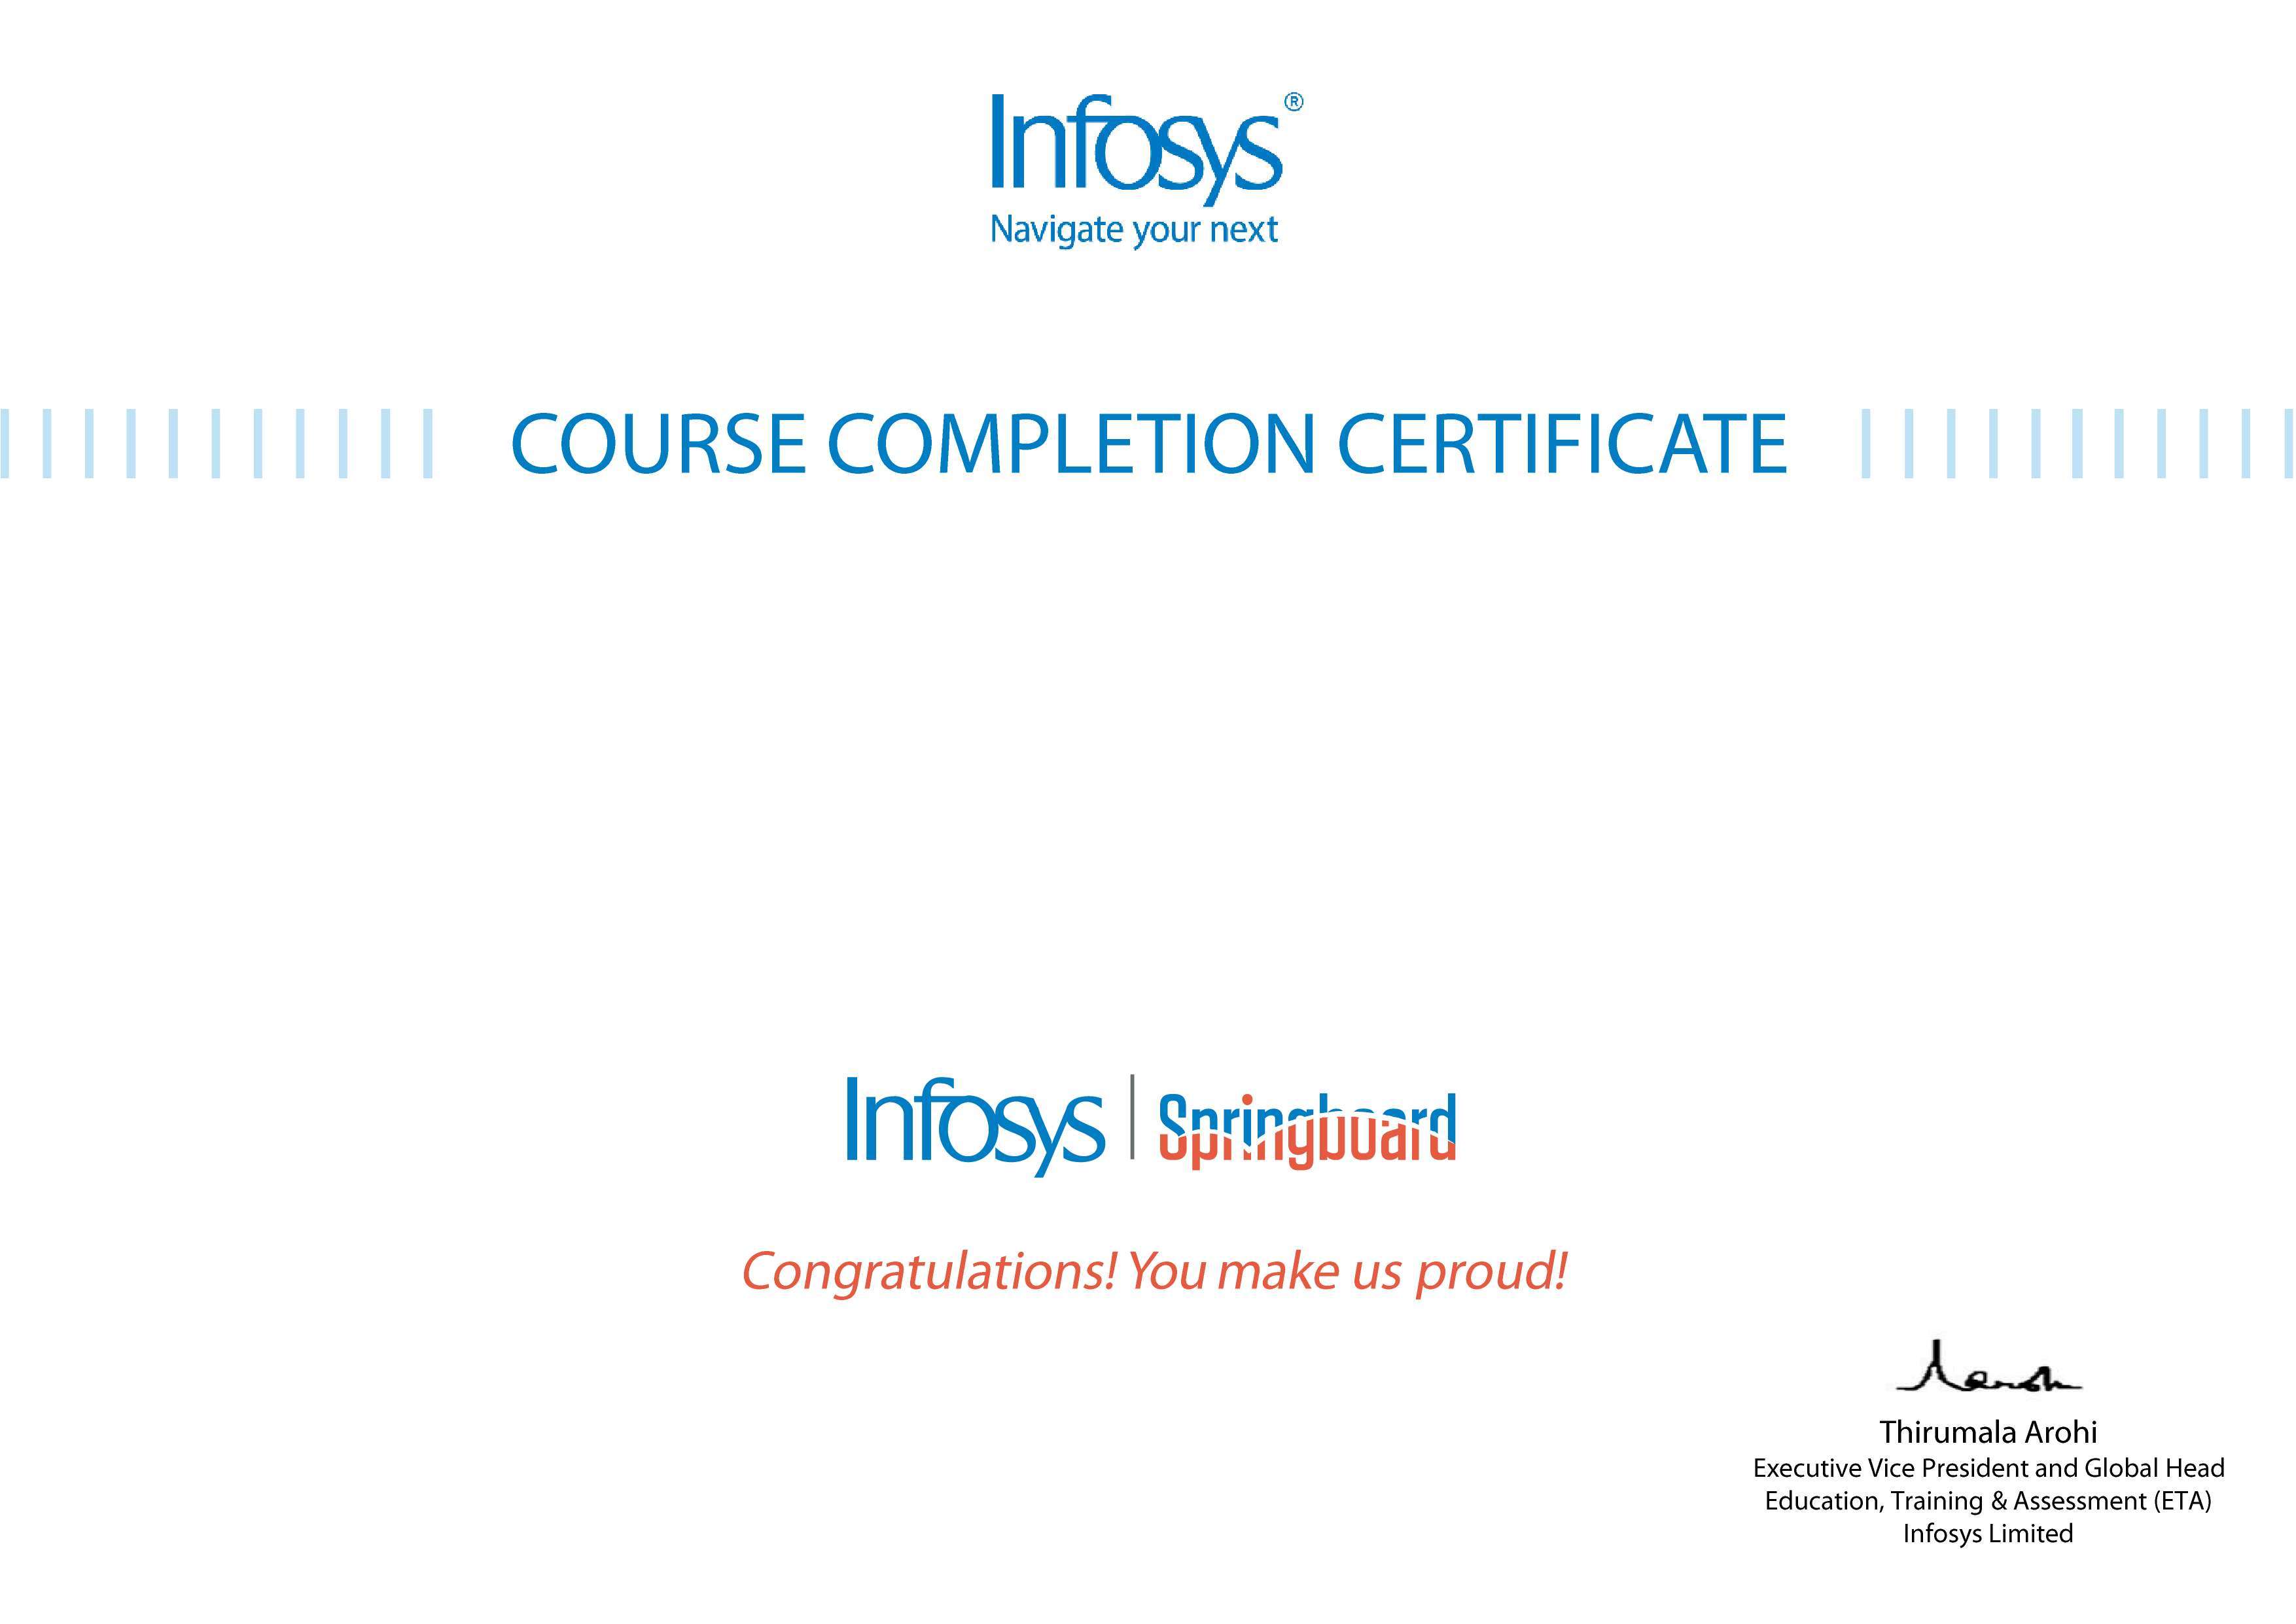 Infosys®
Navigate your next
COURSE COMPLETION CERTIFICATE
Infosys | Springboard
Congratulations! You make us proud!
Thirumala Arohi
Executive Vice President and Global Head
Education, Training & Assessment (ETA)
Infosys Limited